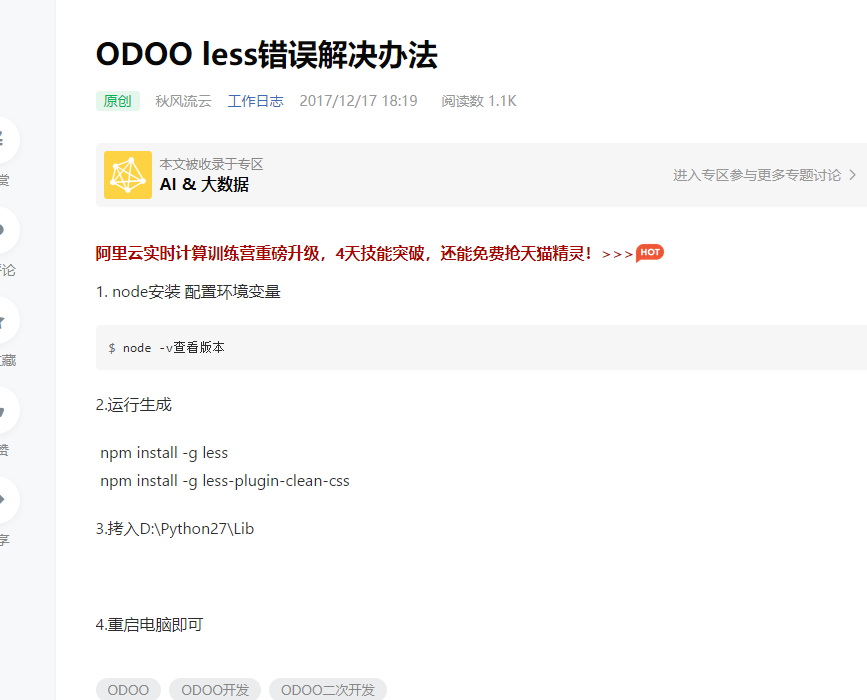 ODOO less错误解决办法
原创 秋风流云 工作日志 2017/12/17 18:19 阅读数 1.1K
本文被收录于专区
AI & 大数据
进入专区参与更多专题讨论
阿里云实时计算训练营重磅升级，4天技能突破，还能免费抢天猫精灵！>>> HOT
1. node安装 配置环境变量
$ node -v查看版本
2.运行生成
npm install -g less
npm install -g less-plugin-clean-css
3.拷入D:\Python27\Lib
4.重启电脑即可
ODOO ODOO开发 ODOO二次开发
赏
论
藏
赞
享